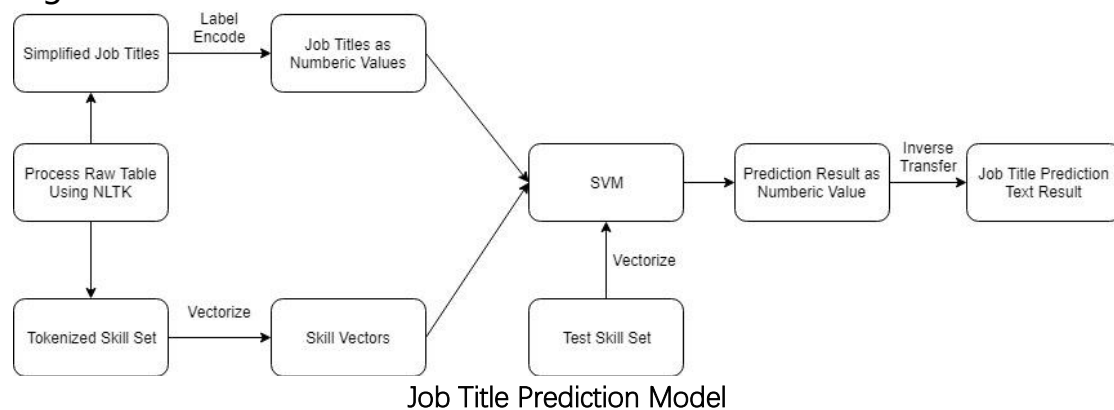 Label
Encode
Simplified Job Titles
Job Titles as
Numberic Values
Process Raw Table
Using NLTK
SVM
Prediction Result as
Numberic Value
Inverse
Transfer
Job Title Prediction
Text Result
Vectorize
Vectorize
Tokenized Skill Set
Skill Vectors
Test Skill Set
Job Title Prediction Model